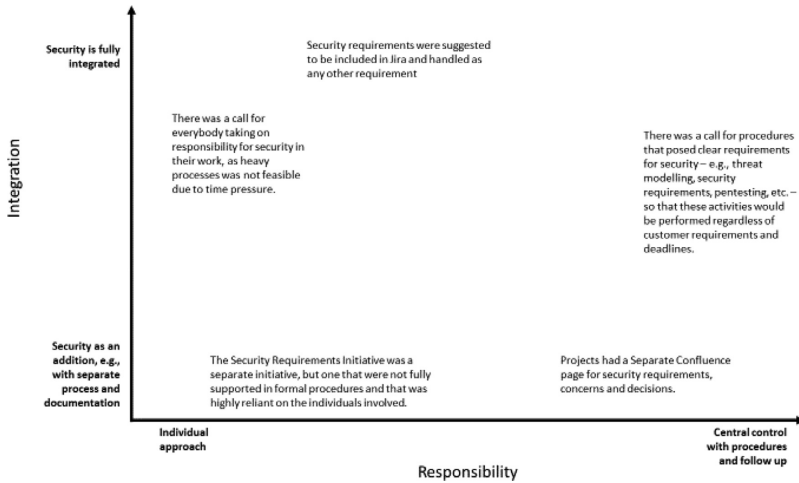 Security is fully
integrated
Security requirements were suggested
to be included in Jira and handled as
any other requirement
There was a call for
everybody taking on
responsibility for security in
their work, as heavy
processes was not feasible
due to time pressure.
There was a call for procedures
that posed clear requirements
for security – e.g., threat
modelling, security
requirements, pentesting, etc. –
so that these activities would
be performed regardless of
customer requirements and
deadlines.
Integration
Security as an
addition, e.g.,
with separate
process and
documentation
The Security Requirements Initiative was a
separate initiative, but one that were not fully
supported in formal procedures and that was
highly reliant on the individuals involved.
Projects had a Separate Confluence
page for security requirements,
concerns and decisions.
Individual
approach
Central control
with procedures
and follow up
Responsibility